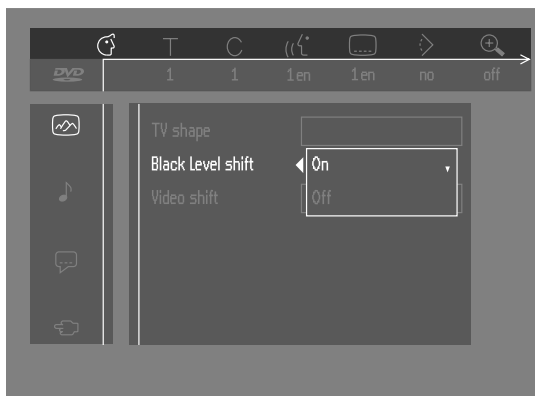 T C
DVD 1 1 1 en 1 en no off
TV shape
Black Level shift On
Video shift Off